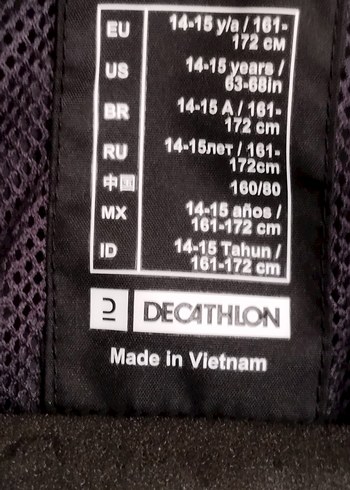 EU 14-15 y/a / 161-
172 cм
US 14-15 years /
63-68in
BR 14-15 A / 161-
172 cm
RU 14-15лет / 161-
172cm
中国 160/80
MX 14-15 años /
161-172 cm
ID 14-15 Tahun /
161-172 cm
DECATHLON
Made in Vietnam